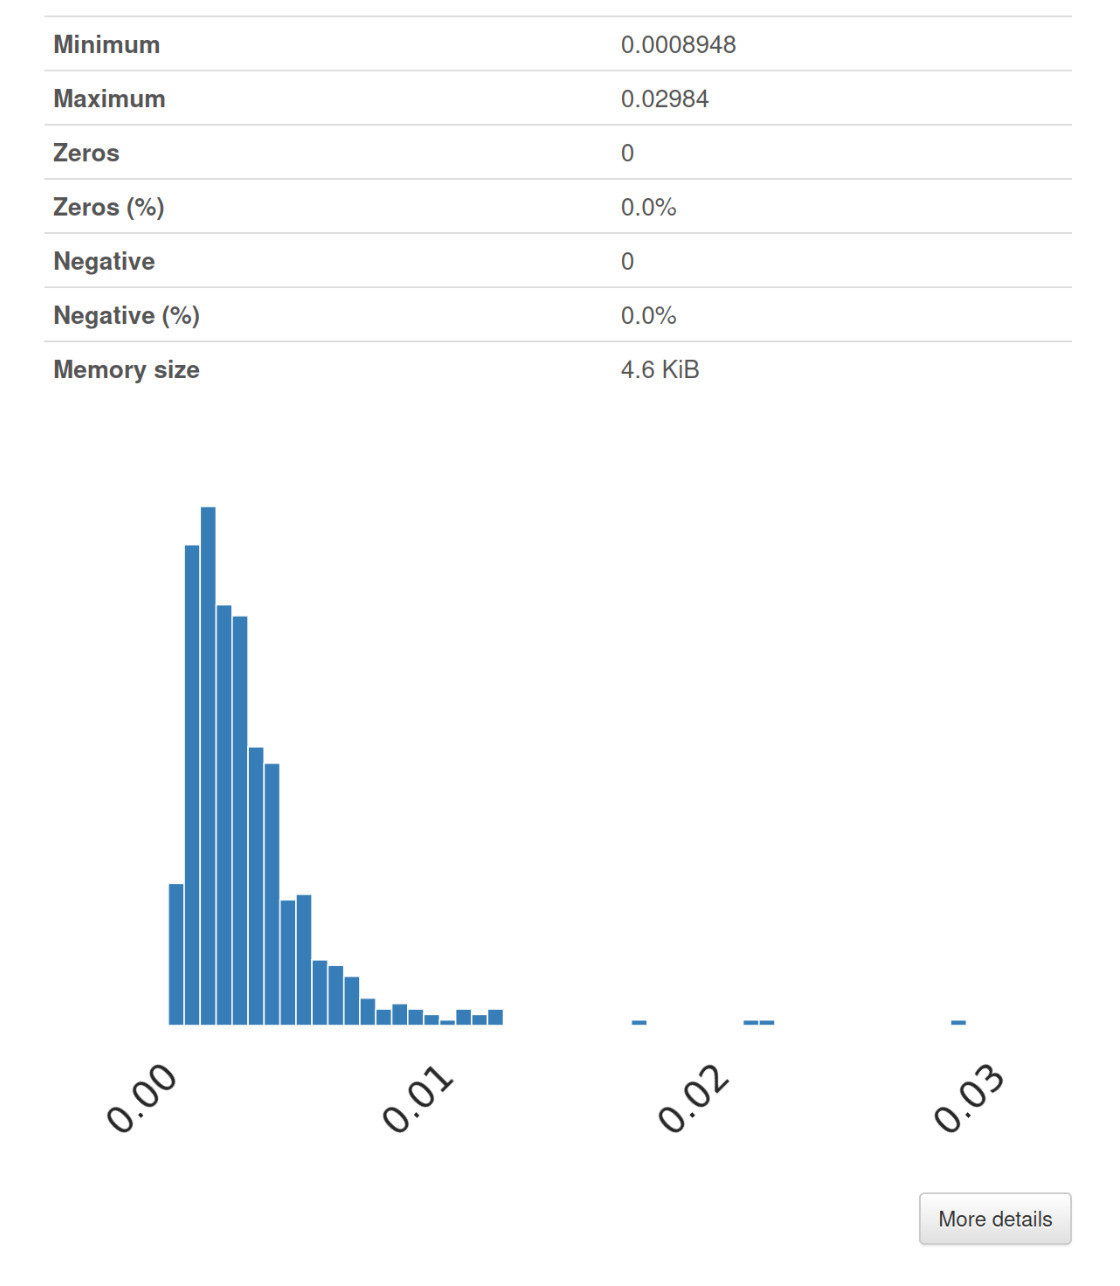 Minimum 0.0008948
Maximum 0.02984
Zeros 0
Zeros (%) 0.0%
Negative 0
Negative (%) 0.0%
Memory size 4.6 KiB
0.00 0.01 0.02 0.03
More details